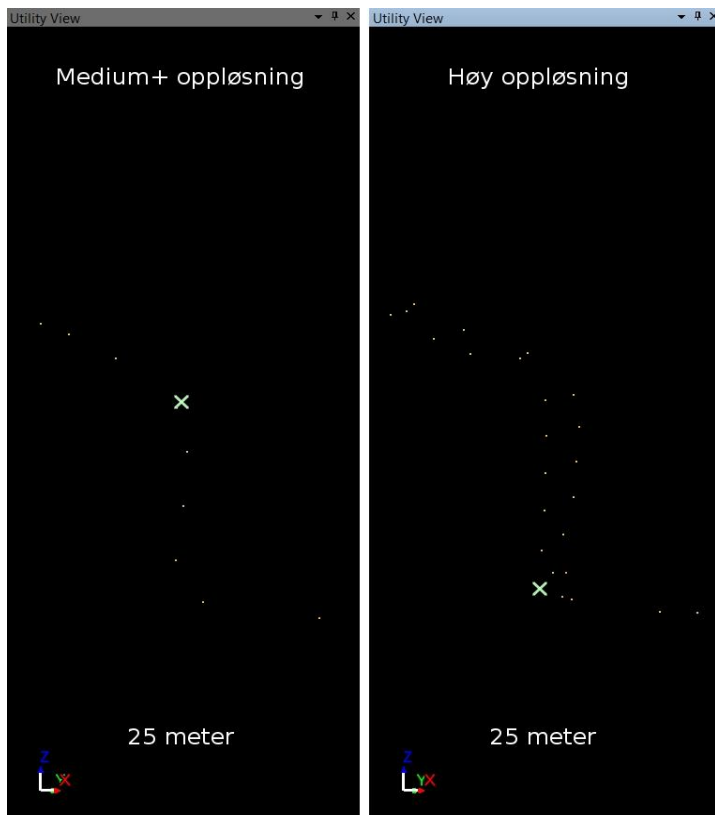 Utility View
Medium+ oppløsning
25 meter
Z
Y X
Utility View
Høy oppløsning
25 meter
Z
Y X